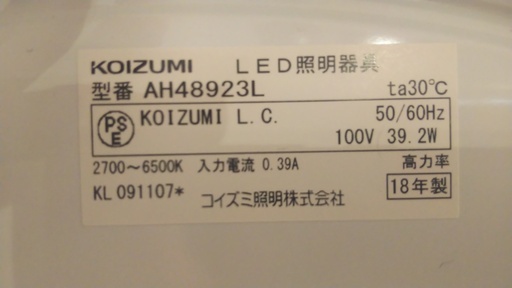 KOIZUMI LED照明器具
型番 AH48923L ta30℃
PSE KOIZUMI L.C. 50/60Hz
100V 39.2W
2700～6500K 入力電流 0.39A 高力率
KL 091107* コイズミ照明株式会社 18年製